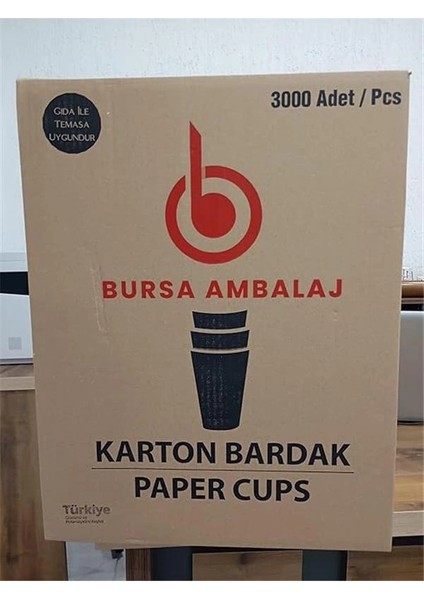 3000 Adet / Pcs
GIDA İLE
TEMASA
UYGUNDUR
BURSA AMBALAJ
KARTON BARDAK
PAPER CUPS
Türkiye